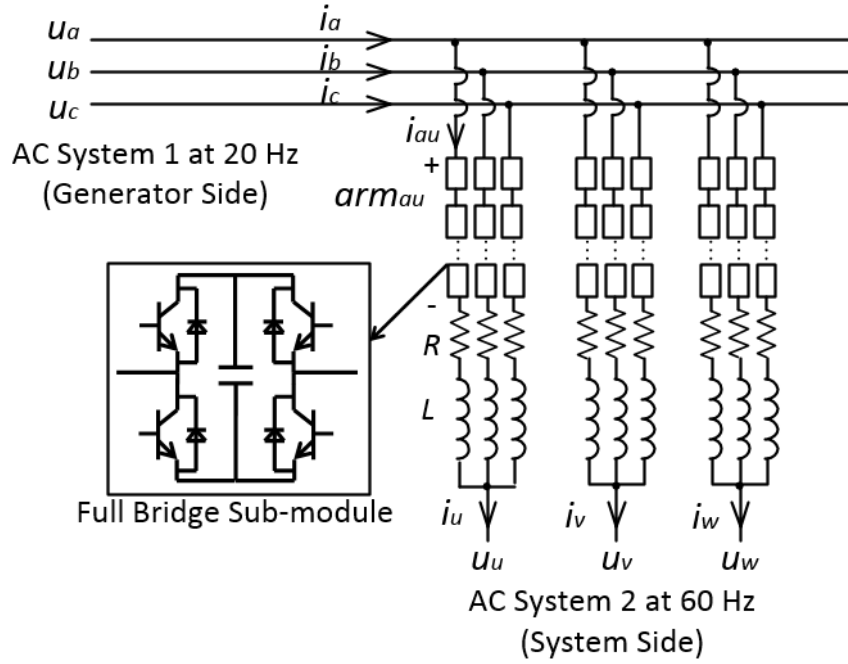 ua
ia
ub
ib
uc
ic
iau
AC System 1 at 20 Hz
(Generator Side)
+
armau
-
R
L
Full Bridge Sub-module
iu
iv
iw
uu
uv
uw
AC System 2 at 60 Hz
(System Side)